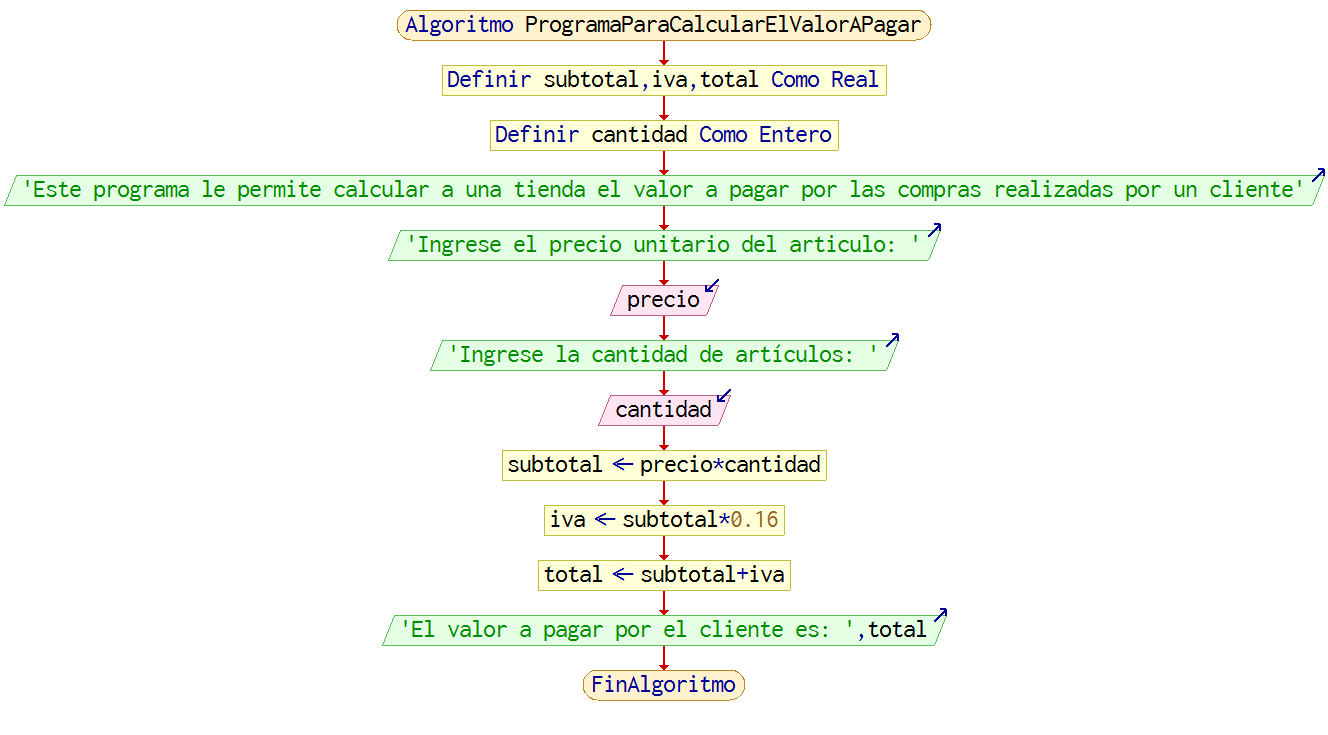 Algoritmo ProgramaParaCalcularElValorAPagar
Definir subtotal,iva,total Como Real
Definir cantidad Como Entero
'Este programa le permite calcular a una tienda el valor a pagar por las compras realizadas por un cliente'
'Ingrese el precio unitario del articulo: '
precio
'Ingrese la cantidad de artículos: '
cantidad
subtotal ← precio*cantidad
iva ← subtotal*0.16
total ← subtotal+iva
'El valor a pagar por el cliente es: ',total
FinAlgoritmo